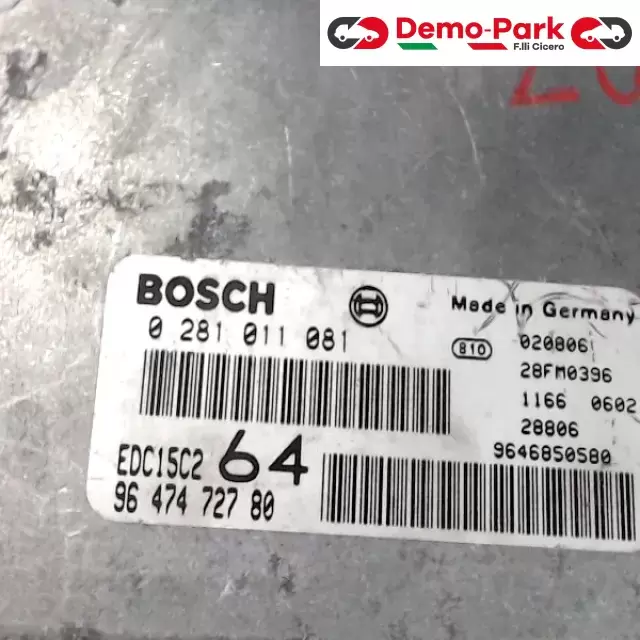 Demo-Park
F.lli Cicero
BOSCH
Made in Germany
0 281 011 081
810
020806
28FM0396
1166 0602
28806
9646850580
EDC15C2
64
96 474 727 80